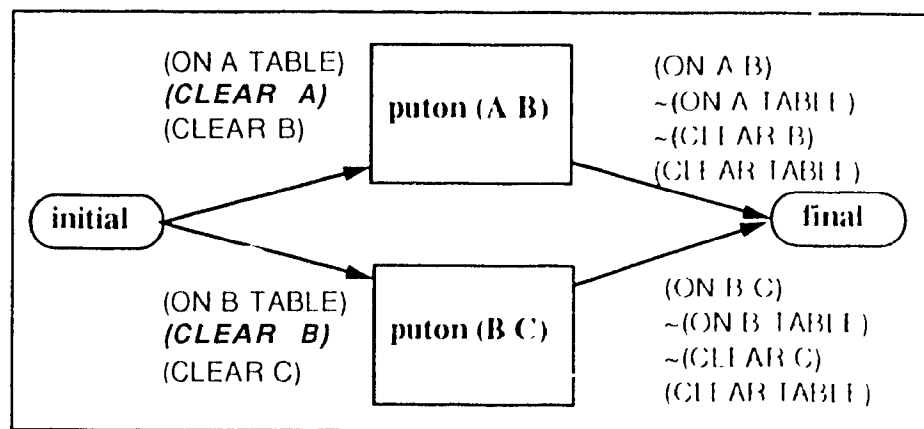 (ON A TABLE)
(CLEAR A)
(CLEAR B)
puton (A B)
(ON A B)
~(ON A TABLE)
~(CLEAR B)
(CLEAR TABLE)
initial
final
(ON B TABLE)
(CLEAR B)
(CLEAR C)
puton (B C)
(ON B C)
~(ON B TABLE)
~(CLEAR C)
(CLEAR TABLE)